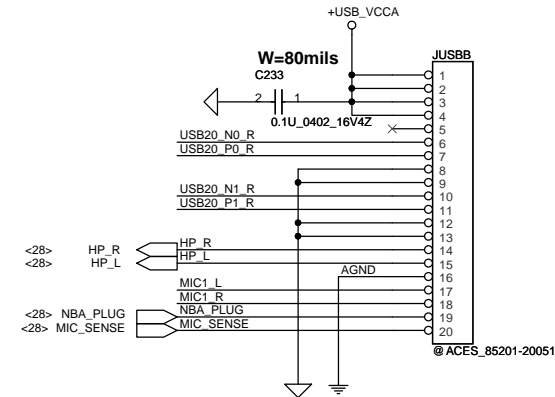 +USB_VCCA
W=80mils
JUSBB
C233
1
2
2 1
3
0.1U_0402_16V4Z
4
5
USB20_N0_R 6
USB20_P0_R 7
8
9
USB20_N1_R 10
USB20_P1_R 11
12
13
<28> HP_R HP_R 14
<28> HP_L HP_L 15
AGND 16
MIC1_L 17
MIC1_R 18
<28> NBA_PLUG NBA_PLUG 19
<28> MIC_SENSE MIC_SENSE 20
@ ACES_85201-20051